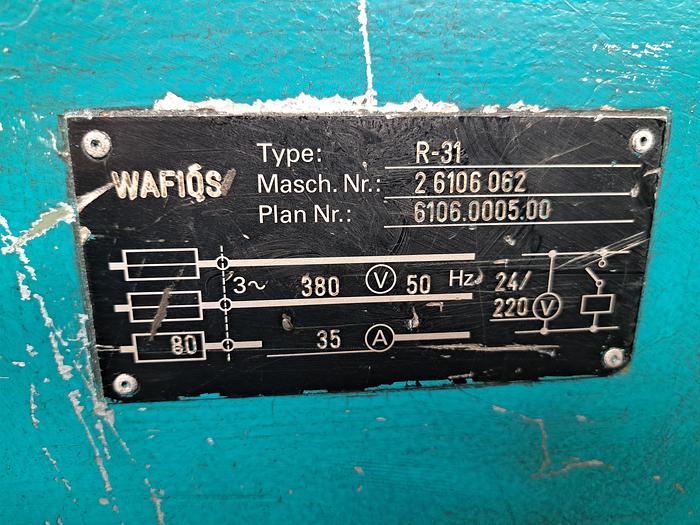 WAFIOS
Type: R-31
Masch. Nr.: 2 6106 062
Plan Nr.: 6106.0005.00
3~ 380 V 50 Hz 24/
220 V
80 35 A